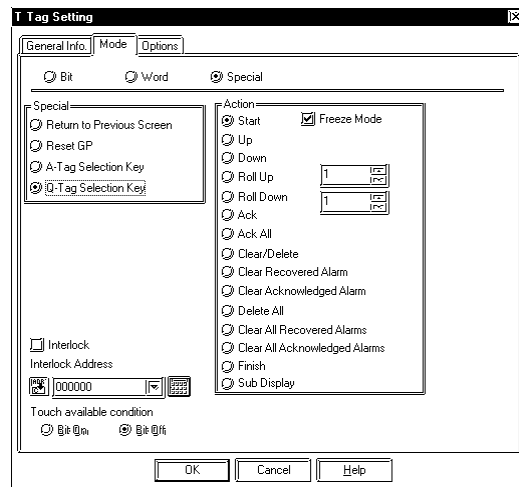 T Tag Setting
General Info. Mode Options
Bit Word Special
Special
Return to Previous Screen
Reset GP
A-Tag Selection Key
Q-Tag Selection Key
Action
Start Freeze Mode
Up
Down
Roll Up 1
Roll Down 1
Ack
Ack All
Clear/Delete
Clear Recovered Alarm
Clear Acknowledged Alarm
Delete All
Clear All Recovered Alarms
Clear All Acknowledged Alarms
Finish
Sub Display
Interlock
Interlock Address
000000
Touch available condition
Bit On Bit Off
OK Cancel Help